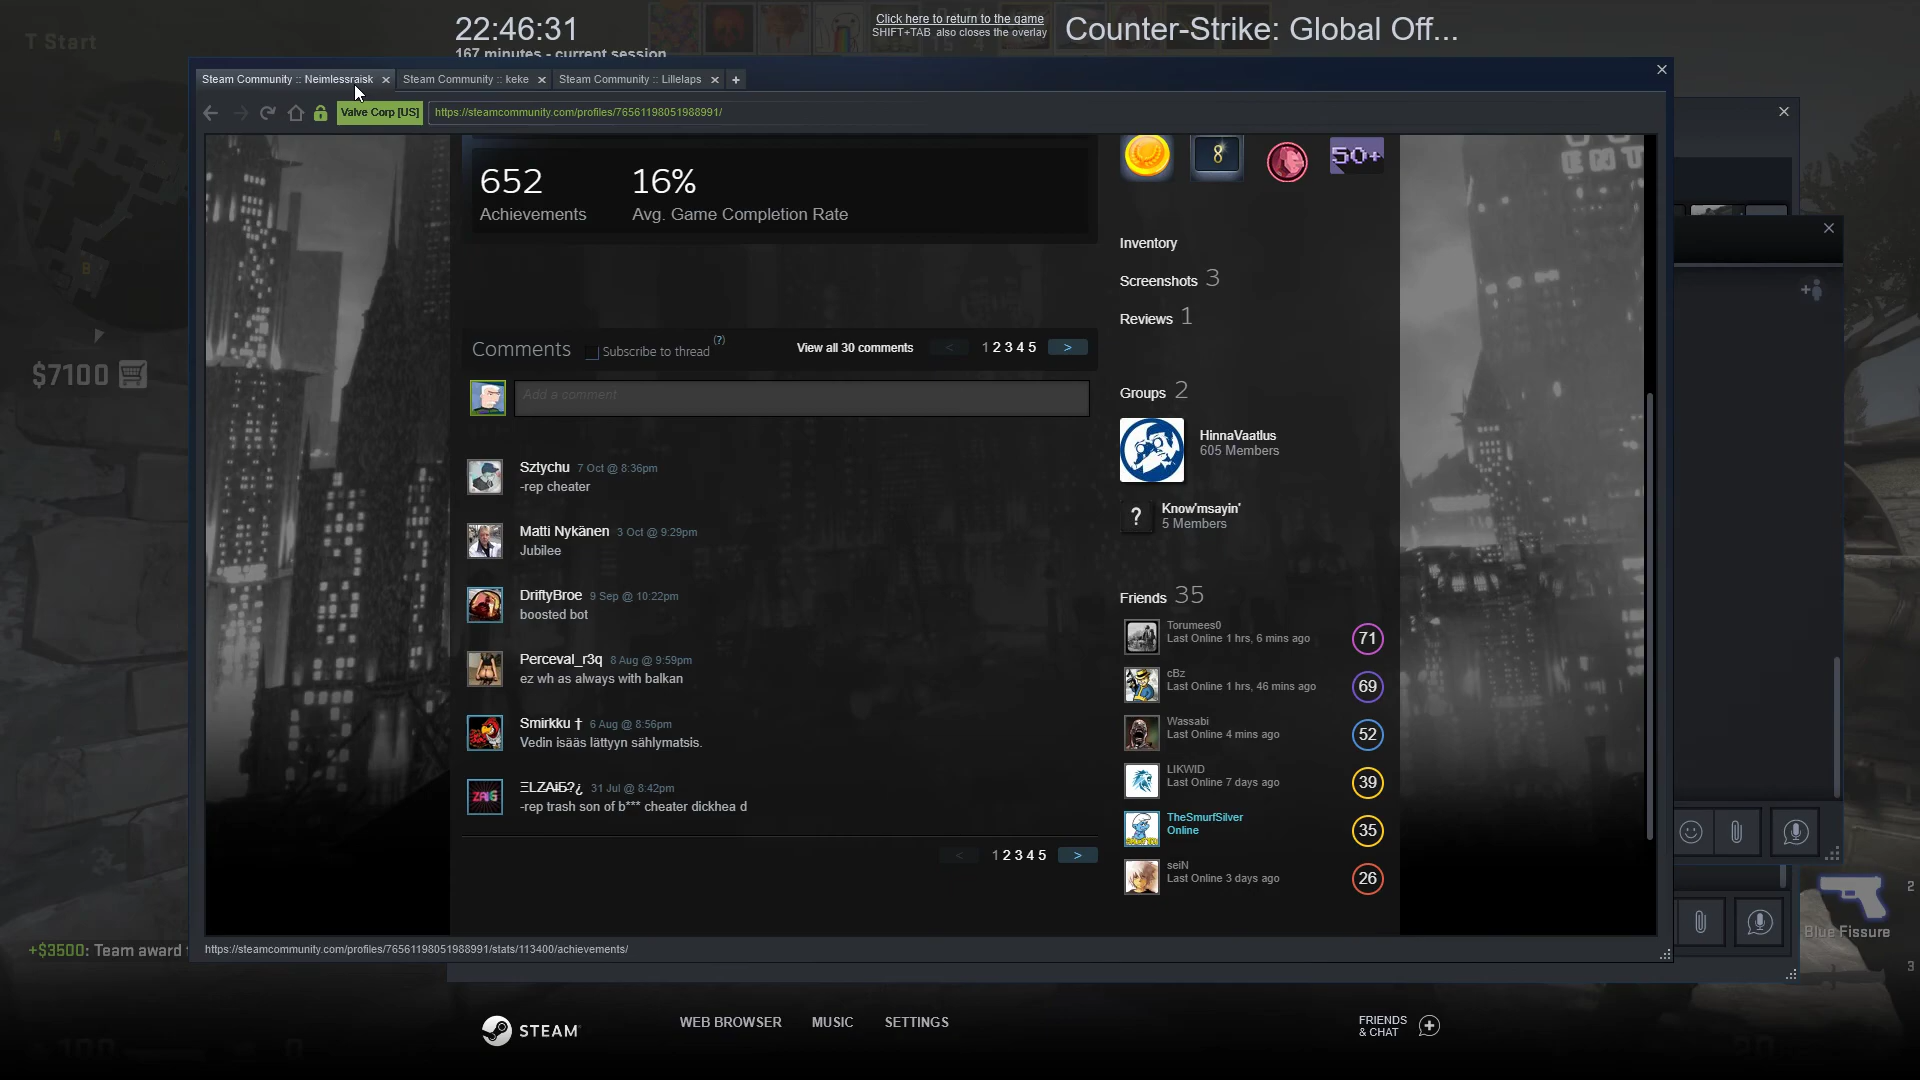 T Start
22:46:31
167 minutes - current session
Click here to return to the game
SHIFT+TAB also closes the overlay
Counter-Strike: Global Off...
Steam Community :: Neimlessraisk
Steam Community :: keke
Steam Community :: Lillelaps
Valve Corp [US]
https://steamcommunity.com/profiles/76561198051988991/
652
Achievements
16%
Avg. Game Completion Rate
8
50+
Inventory
Screenshots 3
Reviews 1
A
B
$7100
Comments
Subscribe to thread (?)
View all 30 comments
< 1 2 3 4 5 >
Add a comment
Groups 2
HinnaVaatlus
605 Members
?
Know'msayin'
5 Members
Sztychu 7 Oct @ 8:36pm
-rep cheater
Matti Nykänen 3 Oct @ 9:29pm
Jubilee
DriftyBroe 9 Sep @ 10:22pm
boosted bot
Perceval_r3q 8 Aug @ 9:59pm
ez wh as always with balkan
Smirkku † 6 Aug @ 8:56pm
Vedin isääs lättyyn sählymatsis.
31 Jul @ 8:42pm
-rep trash son of b*** cheater dickhea d
< 1 2 3 4 5 >
Friends 35
Torumees0
Last Online 1 hrs, 6 mins ago
71
cBz
Last Online 1 hrs, 46 mins ago
69
Wassabi
Last Online 4 mins ago
52
LIKWID
Last Online 7 days ago
39
TheSmurfSilver
Online
35
seiN
Last Online 3 days ago
26
2
Blue Fissure
3
+$3500: Team award
https://steamcommunity.com/profiles/76561198051988991/stats/113400/achievements/
STEAM
WEB BROWSER
MUSIC
SETTINGS
FRIENDS
& CHAT